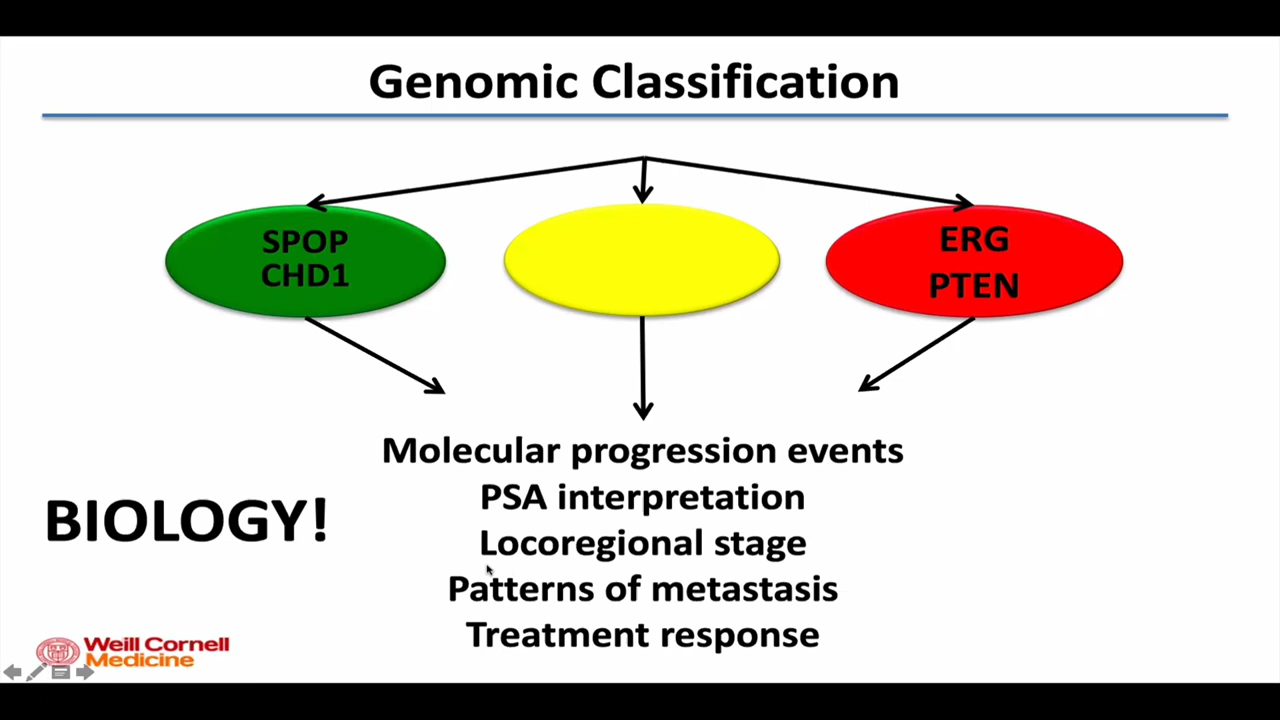 Genomic Classification
SPOP
CHD1
ERG
PTEN
Molecular progression events
PSA interpretation
BIOLOGY!
Locoregional stage
Patterns of metastasis
Treatment response
Weill Cornell
Medicine